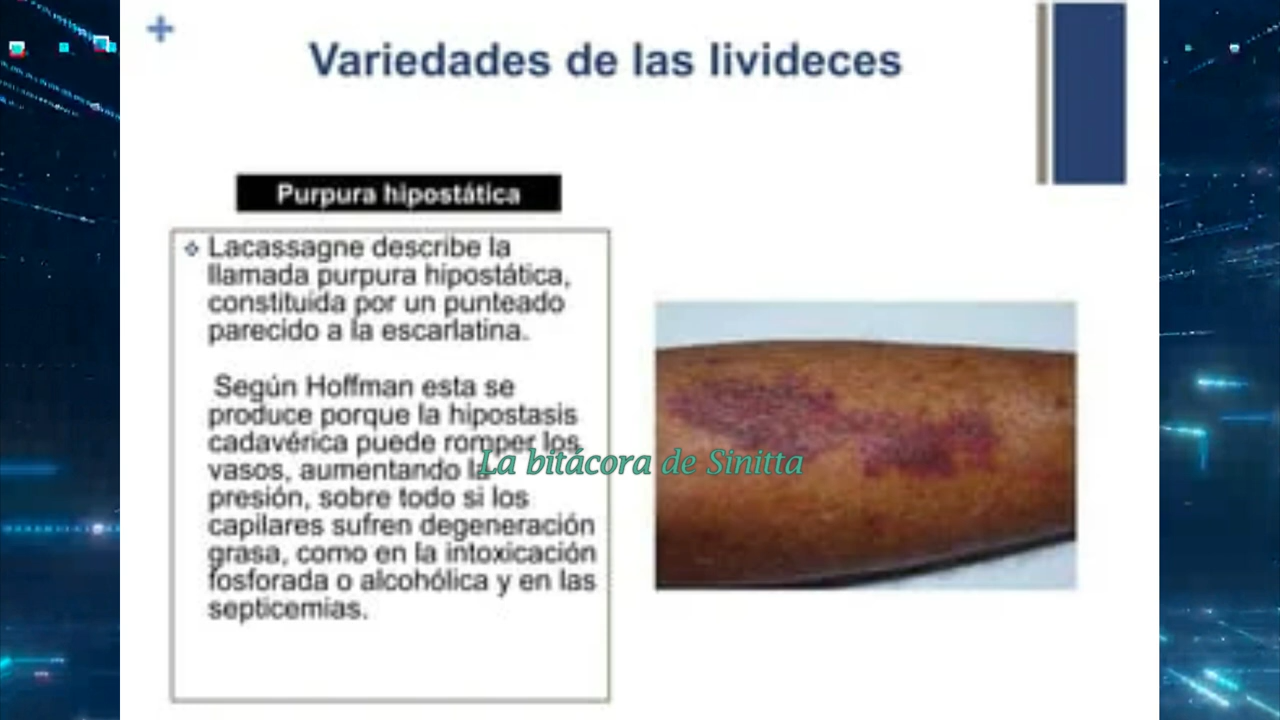 Variedades de las livideces
Purpura hipostática
Lacassagne describe la
llamada purpura hipostática,
constituida por un punteado
parecido a la escarlatina.
Según Hoffman esta se
produce porque la hipostasis
cadavérica puede romper los
vasos, aumentando la
presión, sobre todo si los
capilares sufren degeneración
grasa, como en la intoxicación
fosforada o alcohólica y en las
septicemias.
La bitácora de Sinitta